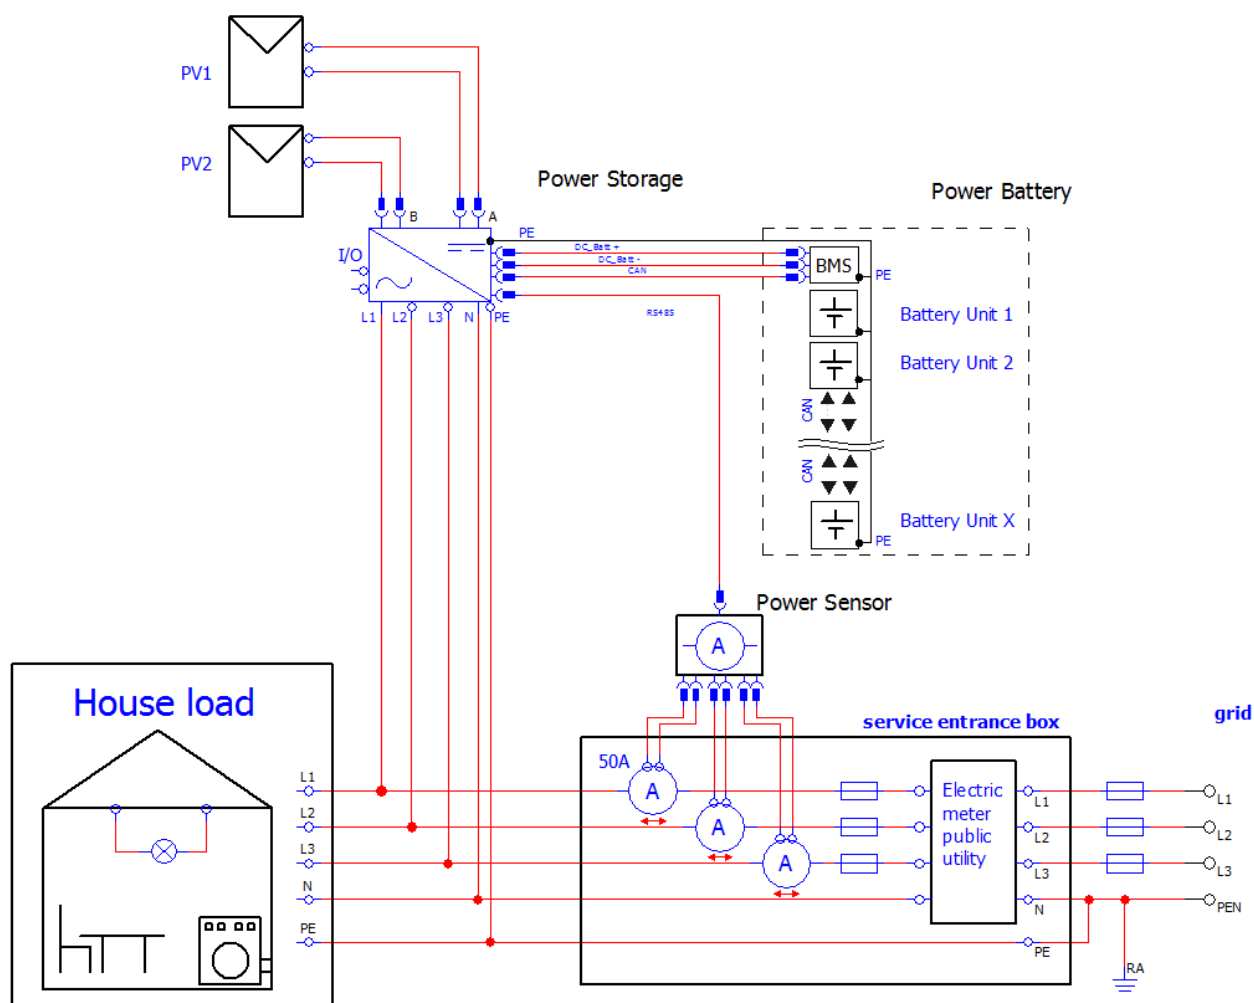 PV1
PV2
Power Storage
Power Battery
B
A
PE
I/O
DC_Batt +
DC_Batt -
CAN
BMS
PE
L1
L2
L3
N
PE
RS485
Battery Unit 1
Battery Unit 2
CAN
CAN
Battery Unit X
PE
Power Sensor
A
House load
service entrance box
grid
50A
L1
A
Electric
meter
public
utility
L1
L1
L2
A
L2
L2
L3
A
L3
L3
N
N
PEN
PE
PE
RA